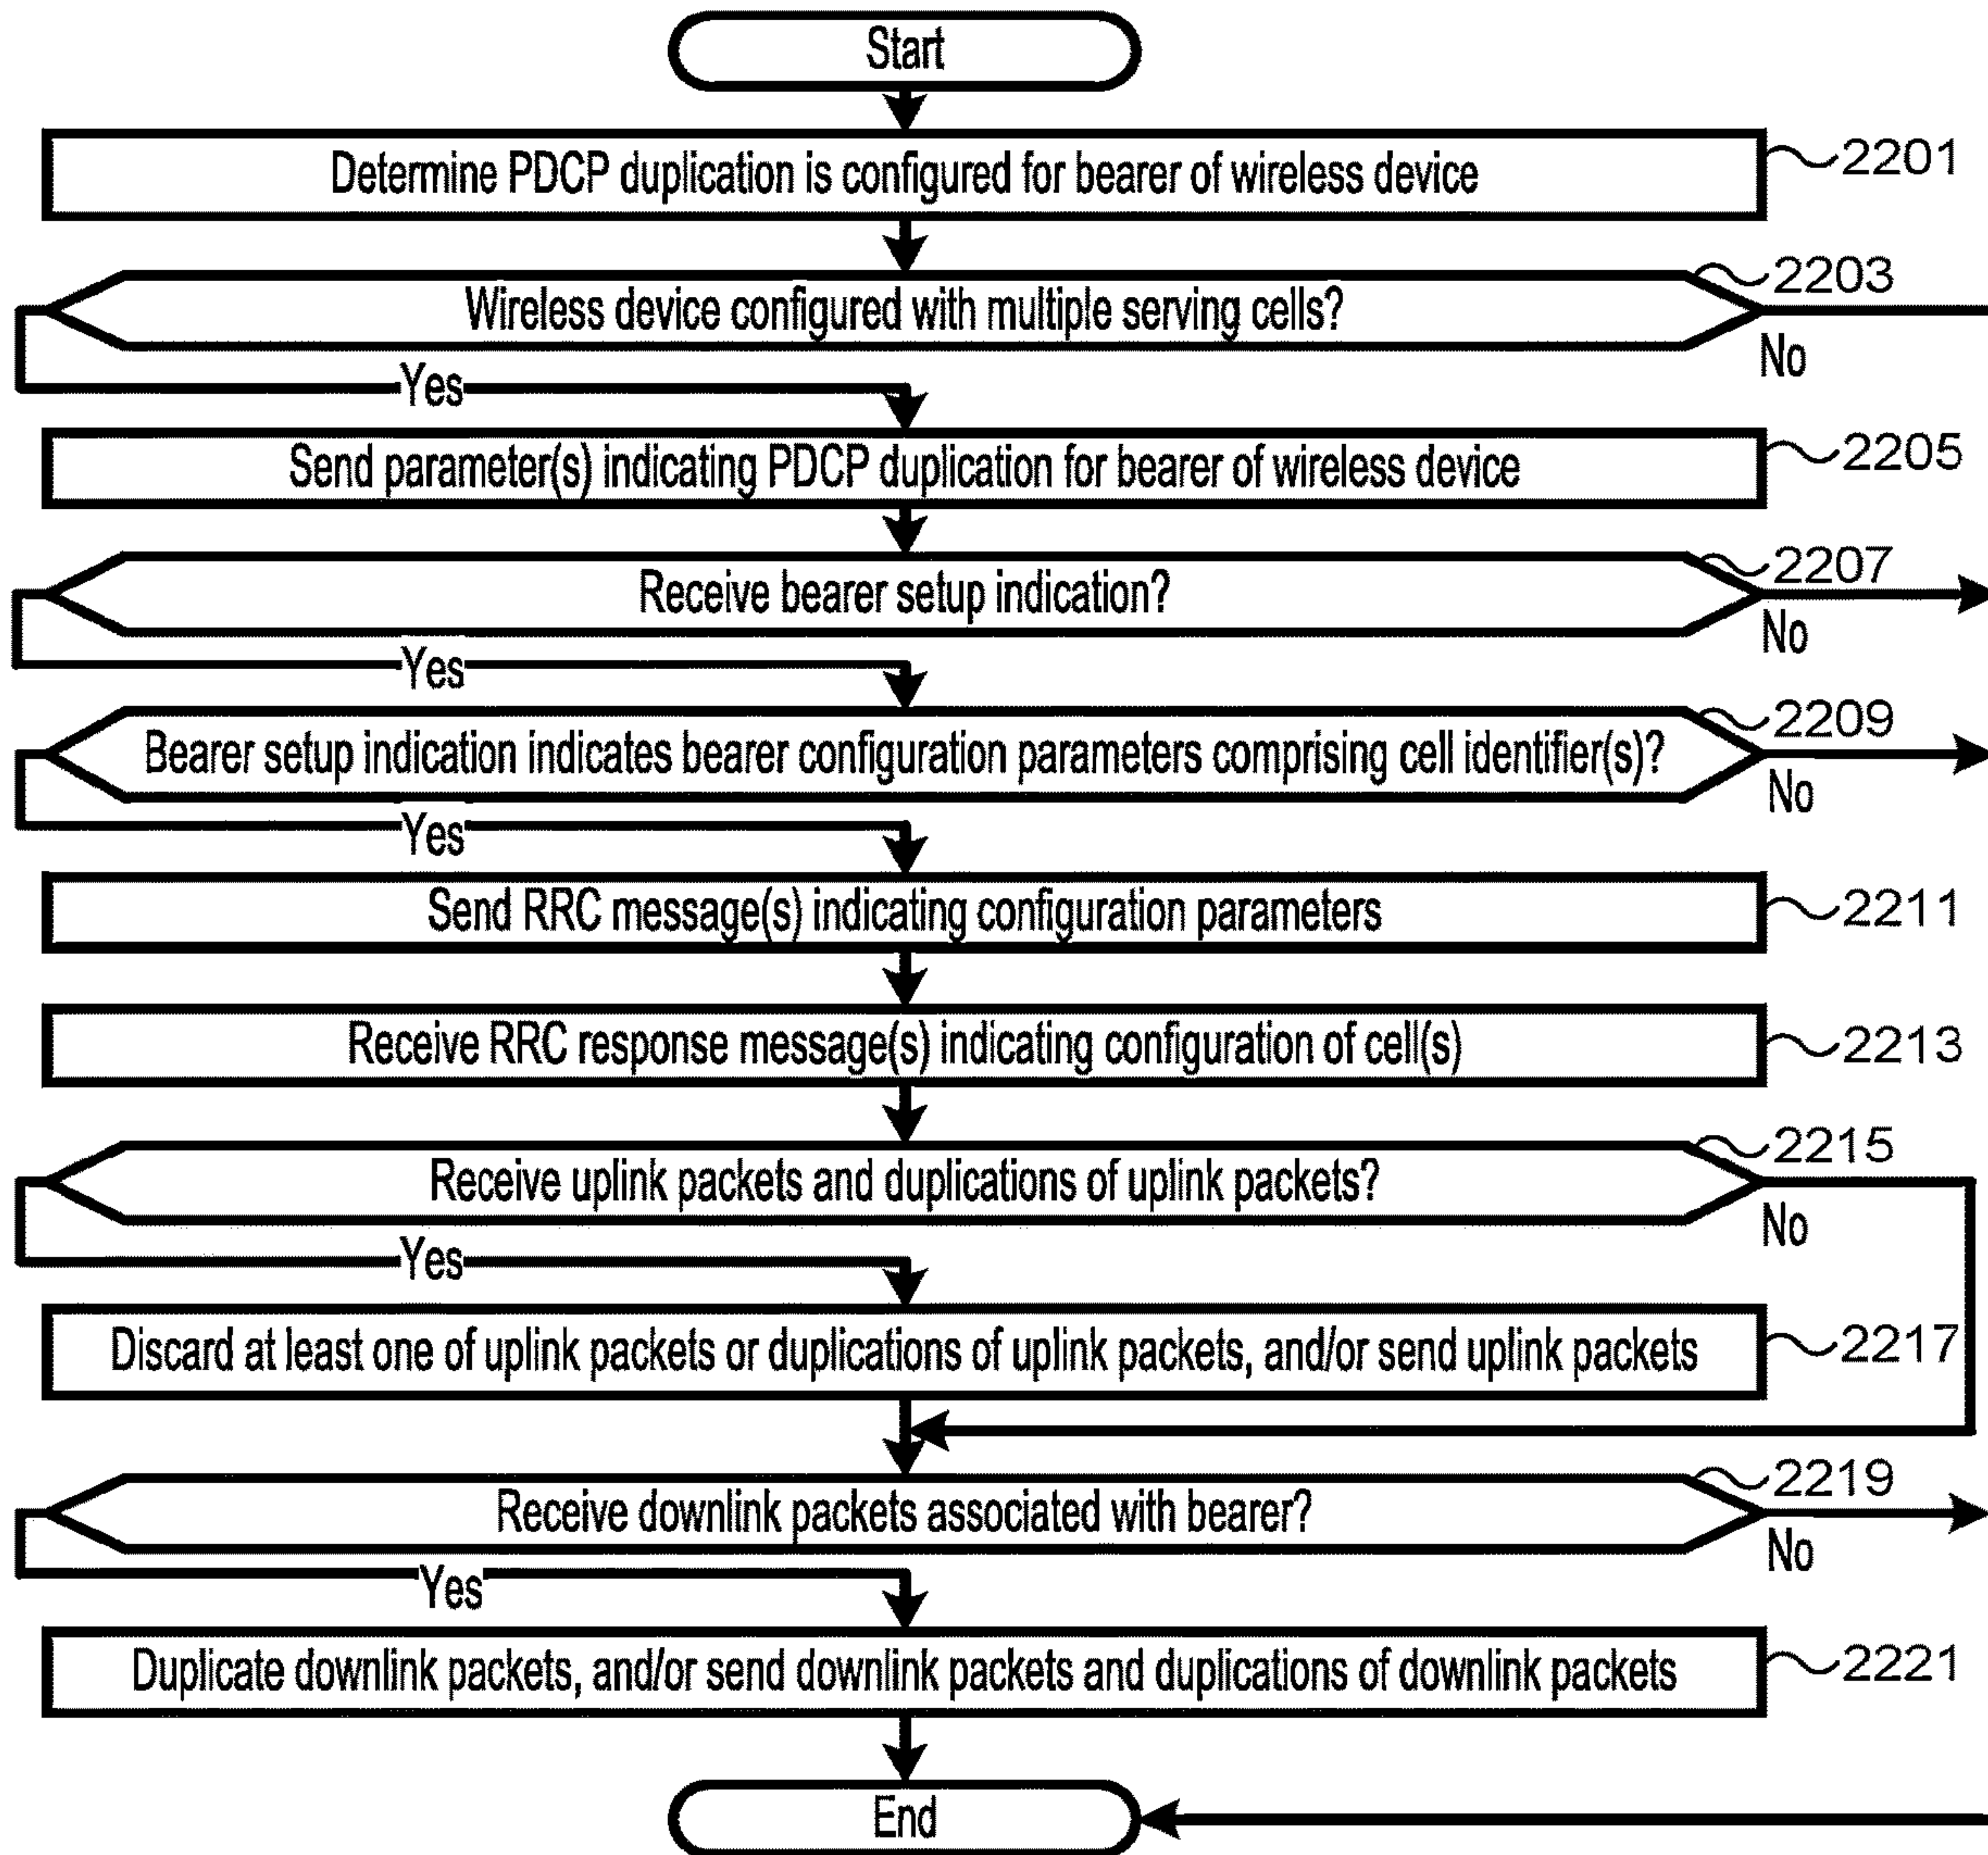 Start
Determine PDCP duplication is configured for bearer of wireless device
2201
Wireless device configured with multiple serving cells?
2203
No
Yes
Send parameter(s) indicating PDCP duplication for bearer of wireless device
2205
Receive bearer setup indication?
2207
No
Yes
Bearer setup indication indicates bearer configuration parameters comprising cell identifier(s)?
2209
No
Yes
Send RRC message(s) indicating configuration parameters
2211
Receive RRC response message(s) indicating configuration of cell(s)
2213
Receive uplink packets and duplications of uplink packets?
2215
No
Yes
Discard at least one of uplink packets or duplications of uplink packets, and/or send uplink packets
2217
Receive downlink packets associated with bearer?
2219
No
Yes
Duplicate downlink packets, and/or send downlink packets and duplications of downlink packets
2221
End